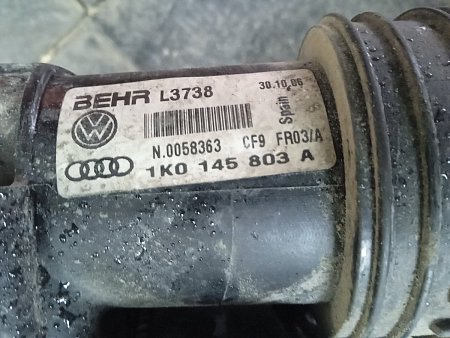 BEHR L3738 30.10.06
Spain
N.0058363 CF9 FR03/A
1K0 145 803 A